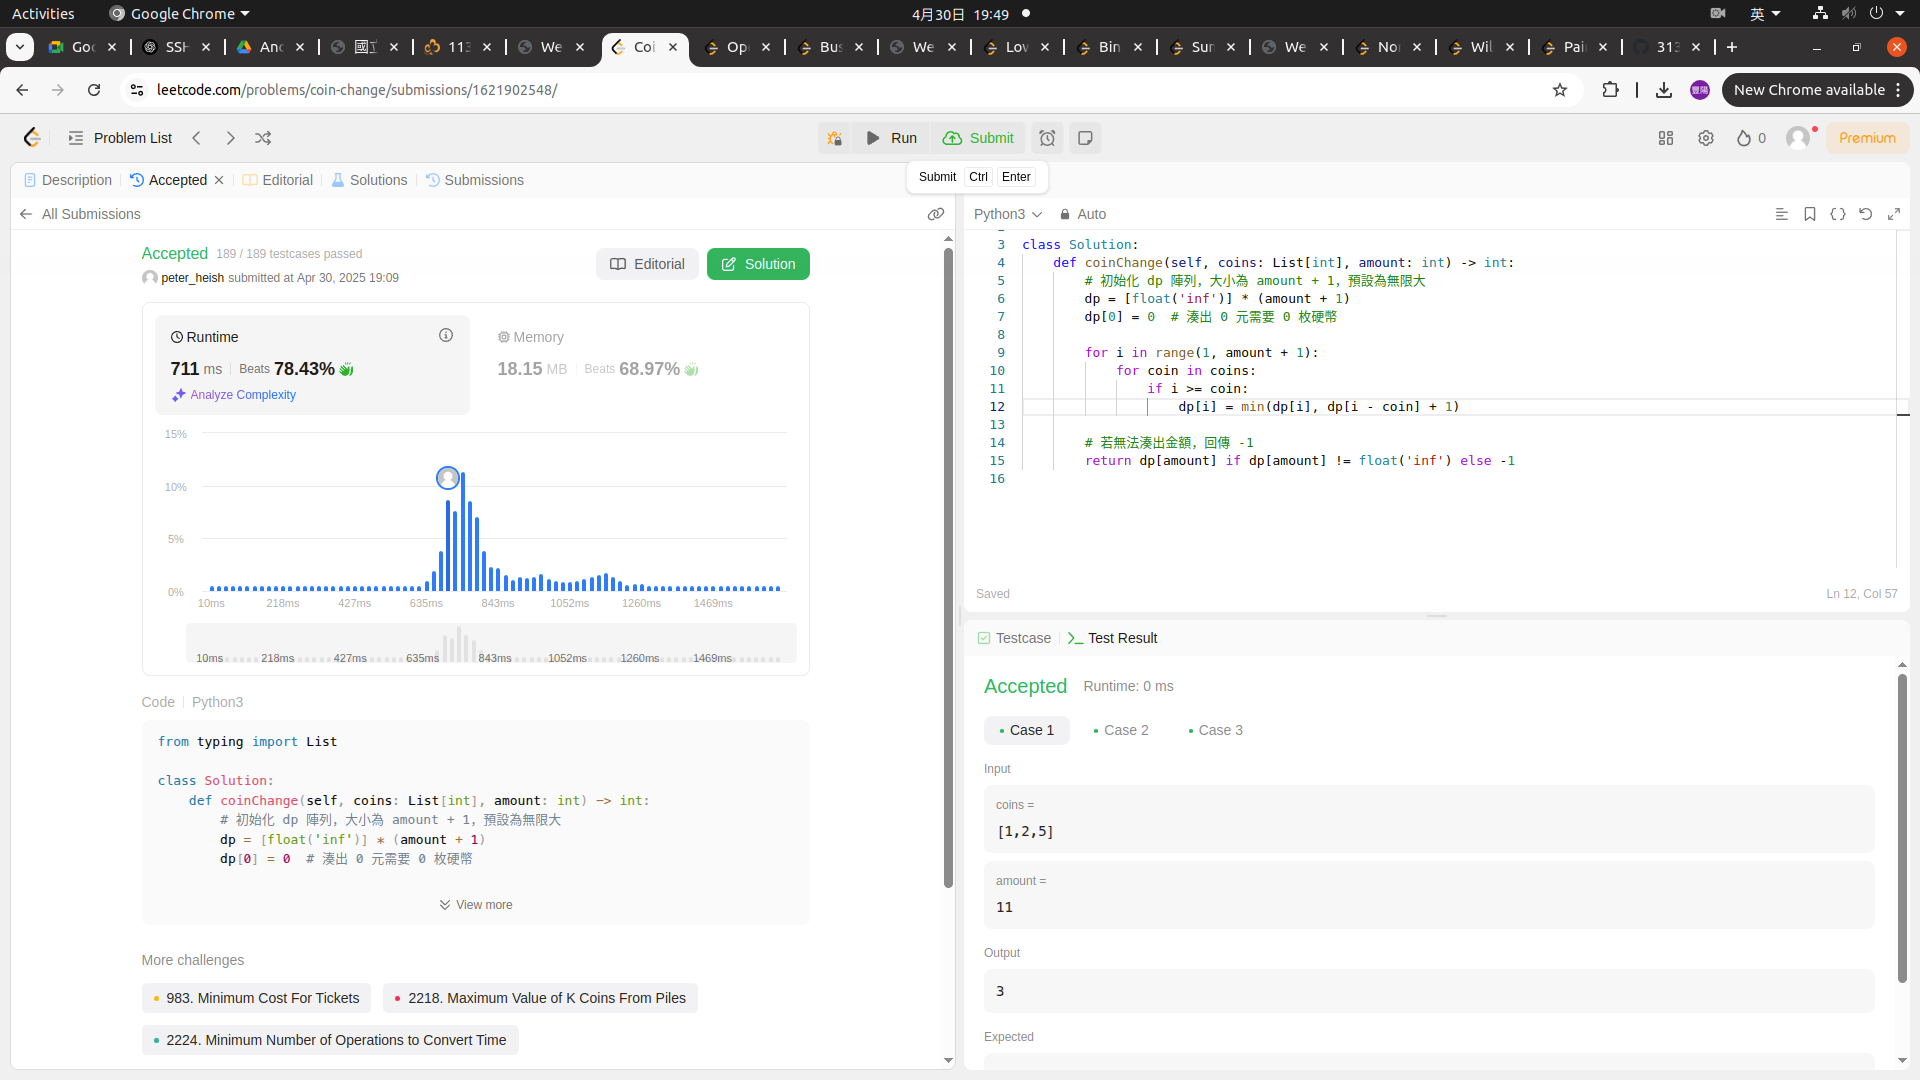 Activities
Google Chrome
4月30日 19:49
英
Goo
SSH
And
國立
113
We
Coi
Ope
Bus
We
Lov
Bin
Sun
We
Nor
Wil
Pai
313
leetcode.com/problems/coin-change/submissions/1621902548/
豐陽
New Chrome available
Problem List
Run
Submit
0
Premium
Description
Accepted
Editorial
Solutions
Submissions
Submit Ctrl Enter
All Submissions
Accepted 189 / 189 testcases passed
peter_heish submitted at Apr 30, 2025 19:09
Editorial
Solution
Runtime
711 ms Beats 78.43%
Analyze Complexity
Memory
18.15 MB Beats 68.97%
15%
10%
5%
0%
10ms 218ms 427ms 635ms 843ms 1052ms 1260ms 1469ms
10ms 218ms 427ms 635ms 843ms 1052ms 1260ms 1469ms
Code Python3
from typing import List
class Solution:
def coinChange(self, coins: List[int], amount: int) -> int:
# 初始化 dp 陣列，大小為 amount + 1，預設為無限大
dp = [float('inf')] * (amount + 1)
dp[0] = 0 # 湊出 0 元需要 0 枚硬幣
View more
More challenges
983. Minimum Cost For Tickets
2218. Maximum Value of K Coins From Piles
2224. Minimum Number of Operations to Convert Time
Python3
Auto
3 class Solution:
4 def coinChange(self, coins: List[int], amount: int) -> int:
5 # 初始化 dp 陣列，大小為 amount + 1，預設為無限大
6 dp = [float('inf')] * (amount + 1)
7 dp[0] = 0 # 湊出 0 元需要 0 枚硬幣
8
9 for i in range(1, amount + 1):
10 for coin in coins:
11 if i >= coin:
12 dp[i] = min(dp[i], dp[i - coin] + 1)
13
14 # 若無法湊出金額，回傳 -1
15 return dp[amount] if dp[amount] != float('inf') else -1
16
Saved
Ln 12, Col 57
Testcase
Test Result
Accepted Runtime: 0 ms
Case 1
Case 2
Case 3
Input
coins =
[1,2,5]
amount =
11
Output
3
Expected